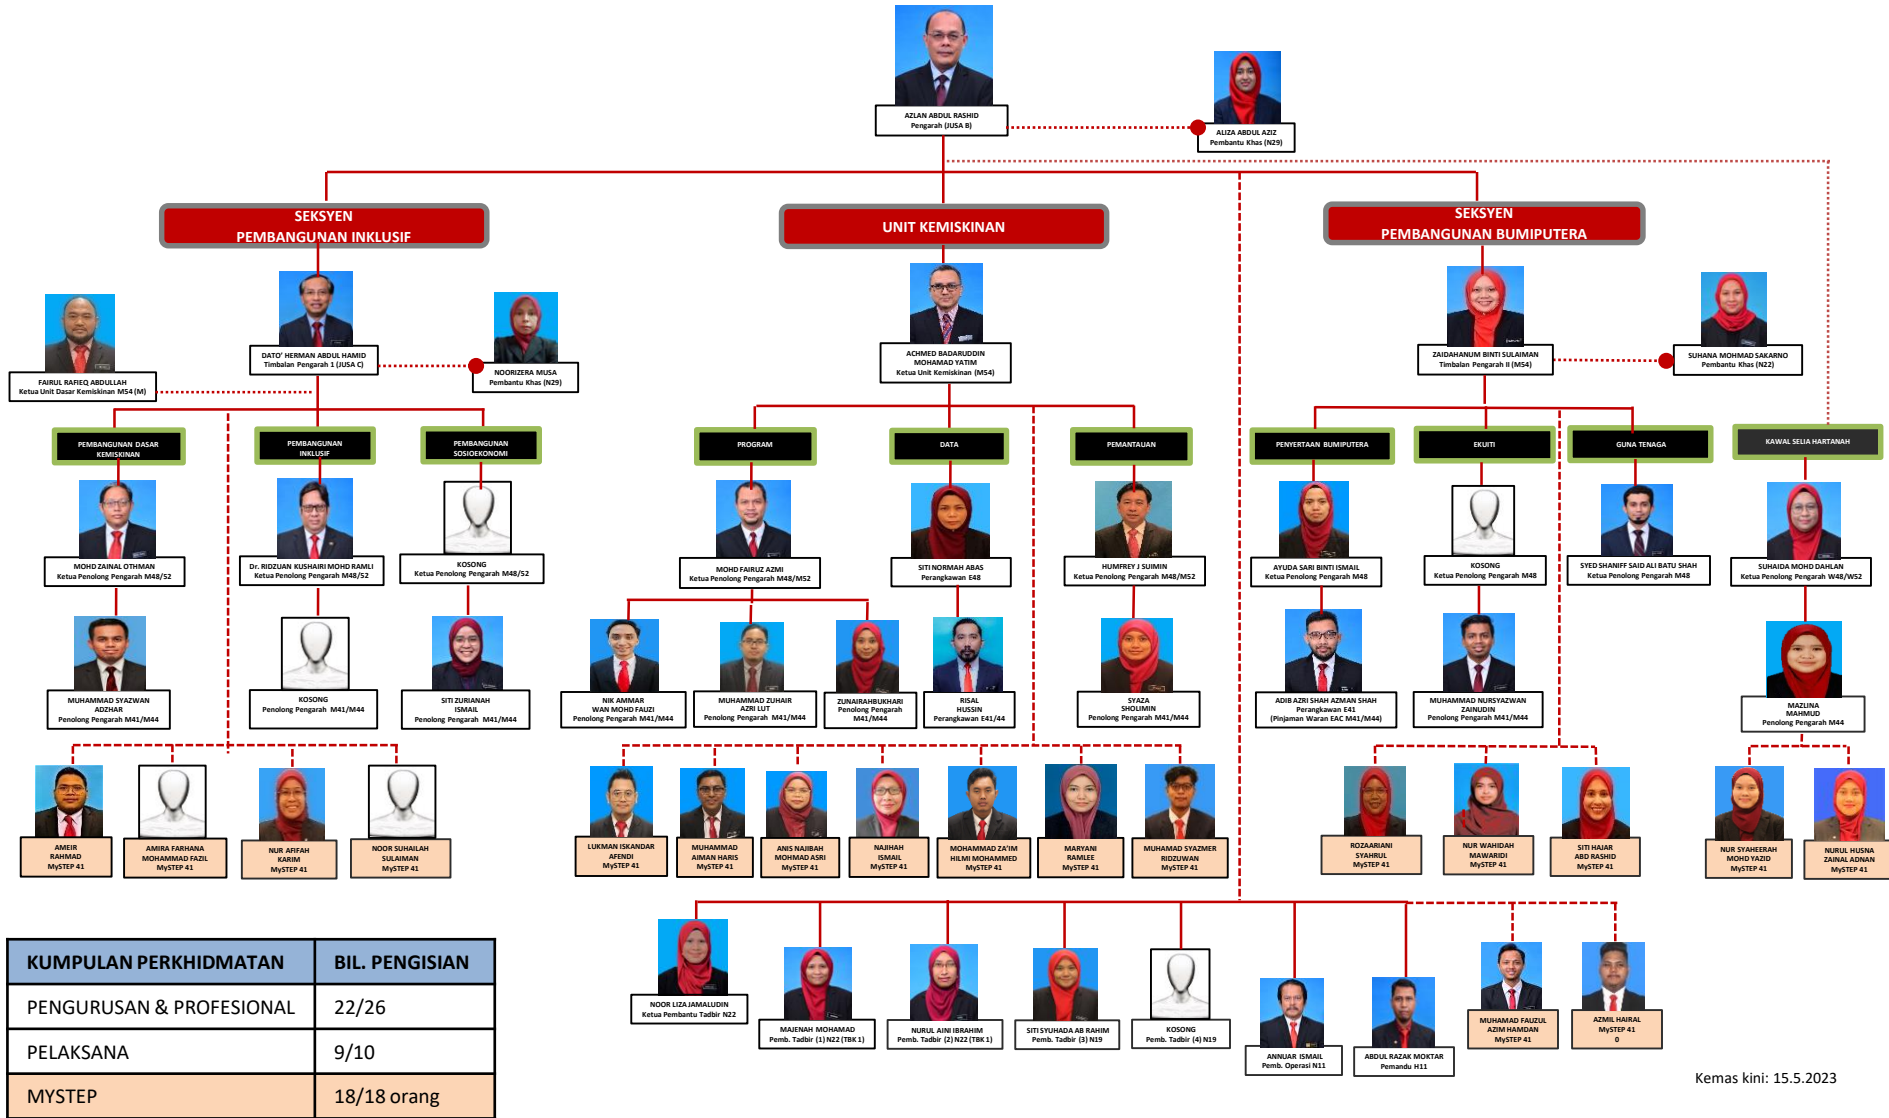 AZLAN ABDUL RASHID
Pengarah (JUSA B)
ALIZA ABDUL AZIZ
Pembantu Khas (N29)
SEKSYEN
PEMBANGUNAN INKLUSIF
UNIT KEMISKINAN
SEKSYEN
PEMBANGUNAN BUMIPUTERA
FAIRUL RAFIEQ ABDULLAH
Ketua Unit Dasar Kemiskinan M54 (M)
DATO' HERMAN ABDUL HAMID
Timbalan Pengarah 1 (JUSA C)
NOORIZERA MUSA
Pembantu Khas (N29)
ACHMED BADARUDDIN
MOHAMAD YATIM
Ketua Unit Kemiskinan (M54)
ZAIDAHANUM BINTI SULAIMAN
Timbalan Pengarah II (M54)
SUHANA MOHMAD SAKARNO
Pembantu Khas (N22)
PEMBANGUNAN DASAR
KEMISKINAN
PEMBANGUNAN
INKLUSIF
PEMBANGUNAN
SOSIOEKONOMI
PROGRAM
DATA
PEMANTAUAN
PENYERTAAN BUMIPUTERA
EKUITI
GUNA TENAGA
KAWAL SELIA HARTANAH
MOHD ZAINAL OTHMAN
Ketua Penolong Pengarah M48/52
Dr. RIDZUAN KUSHAIRI MOHD RAMLI
Ketua Penolong Pengarah M48/52
KOSONG
Ketua Penolong Pengarah M48/52
MOHD FAIRUZ AZMI
Ketua Penolong Pengarah M48/M52
SITI NORMAH ABAS
Perangkawan E48
HUMFREY J SUIMIN
Ketua Penolong Pengarah M48/M52
AYUDA SARI BINTI ISMAIL
Ketua Penolong Pengarah M48
KOSONG
Ketua Penolong Pengarah M48
SYED SHANIFF SAID ALI BATU SHAH
Ketua Penolong Pengarah M48
SUHAIDA MOHD DAHLAN
Ketua Penolong Pengarah W48/W52
MUHAMMAD SYAZWAN
ADZHAR
Penolong Pengarah M41/M44
KOSONG
Penolong Pengarah M41/M44
SITI ZURIANAH
ISMAIL
Penolong Pengarah M41/M44
NIK AMMAR
WAN MOHD FAUZI
Penolong Pengarah M41/M44
MUHAMMAD ZUHAIR
AZRI LUT
Penolong Pengarah M41/M44
ZUNAIRAHBUKHARI
Penolong Pengarah
M41/M44
RISAL
HUSSIN
Perangkawan E41/44
SYAZA
SHOLIMIN
Penolong Pengarah M41/M44
ADIB AZRI SHAH AZMAN SHAH
Perangkawan E41
(Pinjaman Waran EAC M41/M44)
MUHAMMAD NURSYAZWAN
ZAINUDIN
Penolong Pengarah M41/M44
MAZLINA
MAHMUD
Penolong Pengarah M44
AMEIR
RAHMAD
MySTEP 41
AMIRA FARHANA
MOHAMMAD FAZIL
MySTEP 41
NUR AFIFAH
KARIM
MySTEP 41
NOOR SUHAILAH
SULAIMAN
MySTEP 41
LUKMAN ISKANDAR
AFENDI
MySTEP 41
MUHAMMAD
AIMAN HARIS
MySTEP 41
ANIS NAJIBAH
MOHMAD ASRI
MySTEP 41
NAJIHAH
ISMAIL
MySTEP 41
MOHAMMAD ZA'IM
HILMI MOHAMMED
MySTEP 41
MARYANI
RAMLEE
MySTEP 41
MUHAMAD SYAZMER
RIDZUWAN
MySTEP 41
ROZAARIANI
SYAHRUL
MySTEP 41
NUR WAHIDAH
MAWARIDI
MySTEP 41
SITI HAJAR
ABD RASHID
MySTEP 41
NUR SYAHEERAH
MOHD YAZID
MySTEP 41
NURUL HUSNA
ZAINAL ADNAN
MySTEP 41
NOOR LIZA JAMALUDIN
Ketua Pembantu Tadbir N22
MAJENAH MOHAMAD
Pemb. Tadbir (1) N22 (TBK 1)
NURUL AINI IBRAHIM
Pemb. Tadbir (2) N22 (TBK 1)
SITI SYUHADA AB RAHIM
Pemb. Tadbir (3) N19
KOSONG
Pemb. Tadbir (4) N19
ANNUAR ISMAIL
Pemb. Operasi N11
ABDUL RAZAK MOKTAR
Pemandu H11
MUHAMAD FAUZUL
AZIM HAMDAN
MySTEP 41
AZMIL HAIRAL
MySTEP 41
0
KUMPULAN PERKHIDMATAN BIL. PENGISIAN
PENGURUSAN & PROFESIONAL 22/26
PELAKSANA 9/10
MYSTEP 18/18 orang
Kemas kini: 15.5.2023